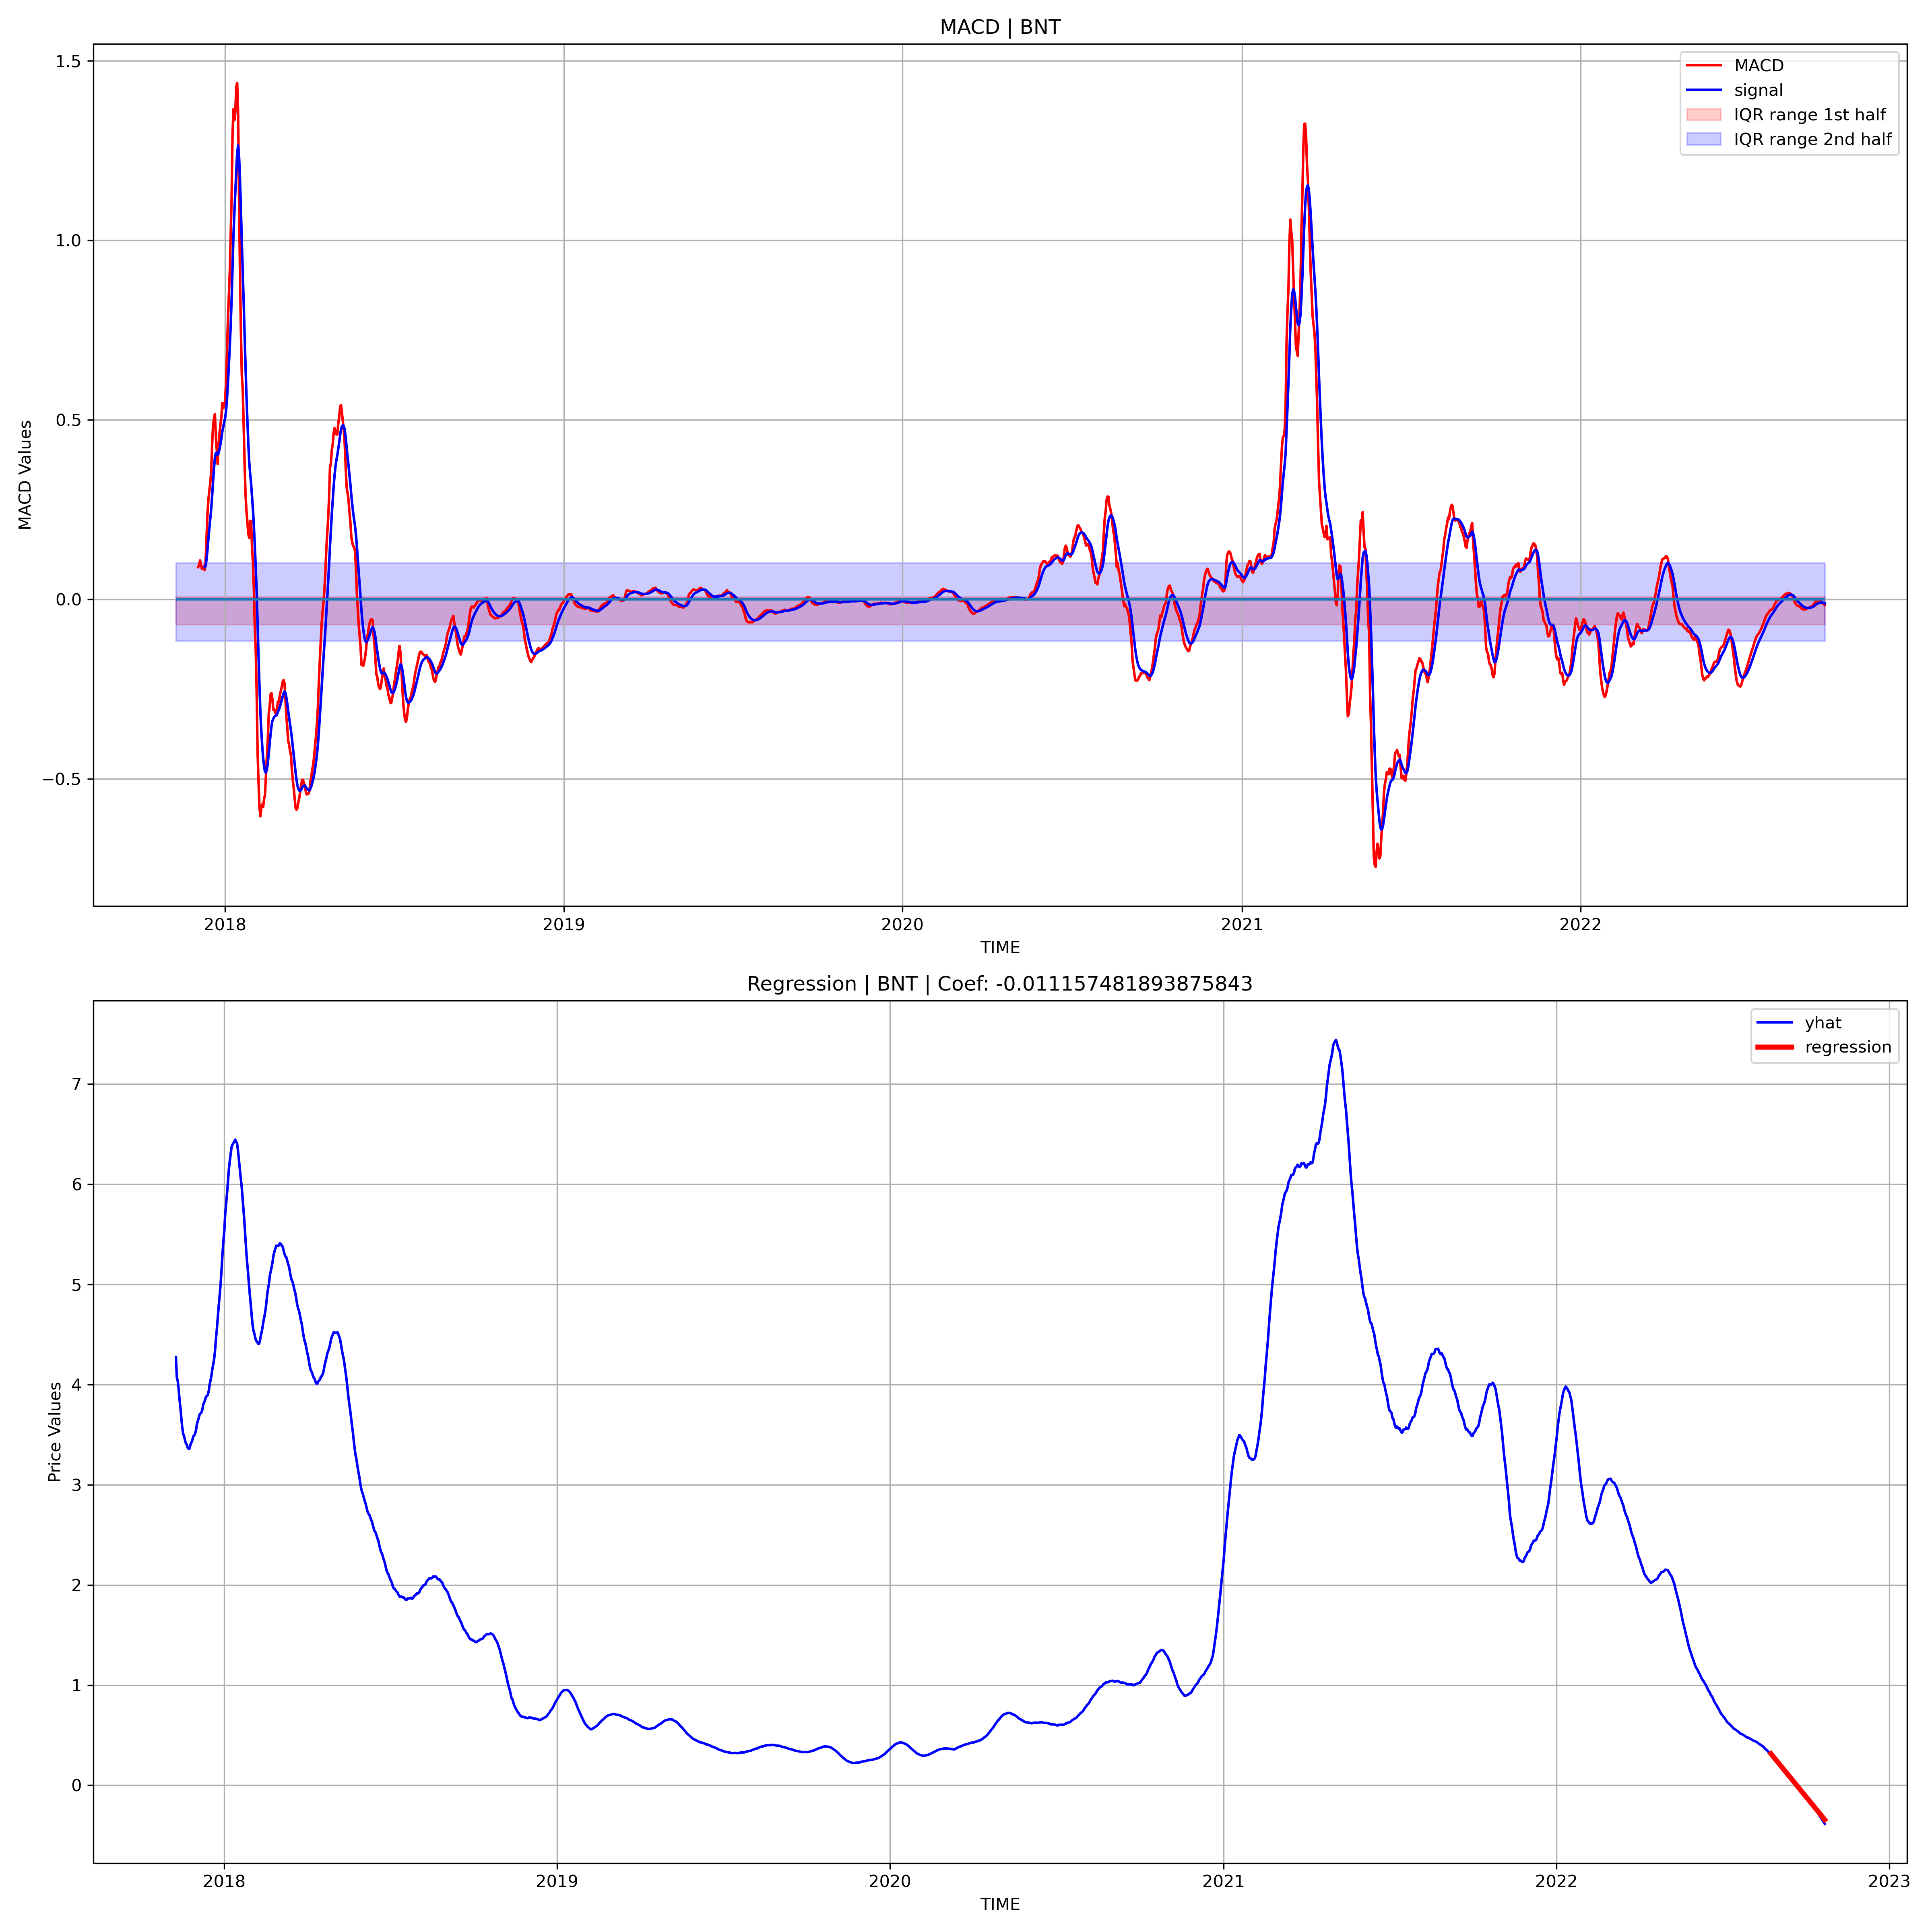 MACD | BNT
1.5
1.0
0.5
0.0
−0.5
MACD Values
MACD
signal
IQR range 1st half
IQR range 2nd half
2018 2019 2020 2021 2022
TIME
Regression | BNT | Coef: -0.011157481893875843
7
6
5
4
3
2
1
0
Price Values
yhat
regression
2018 2019 2020 2021 2022 2023
TIME